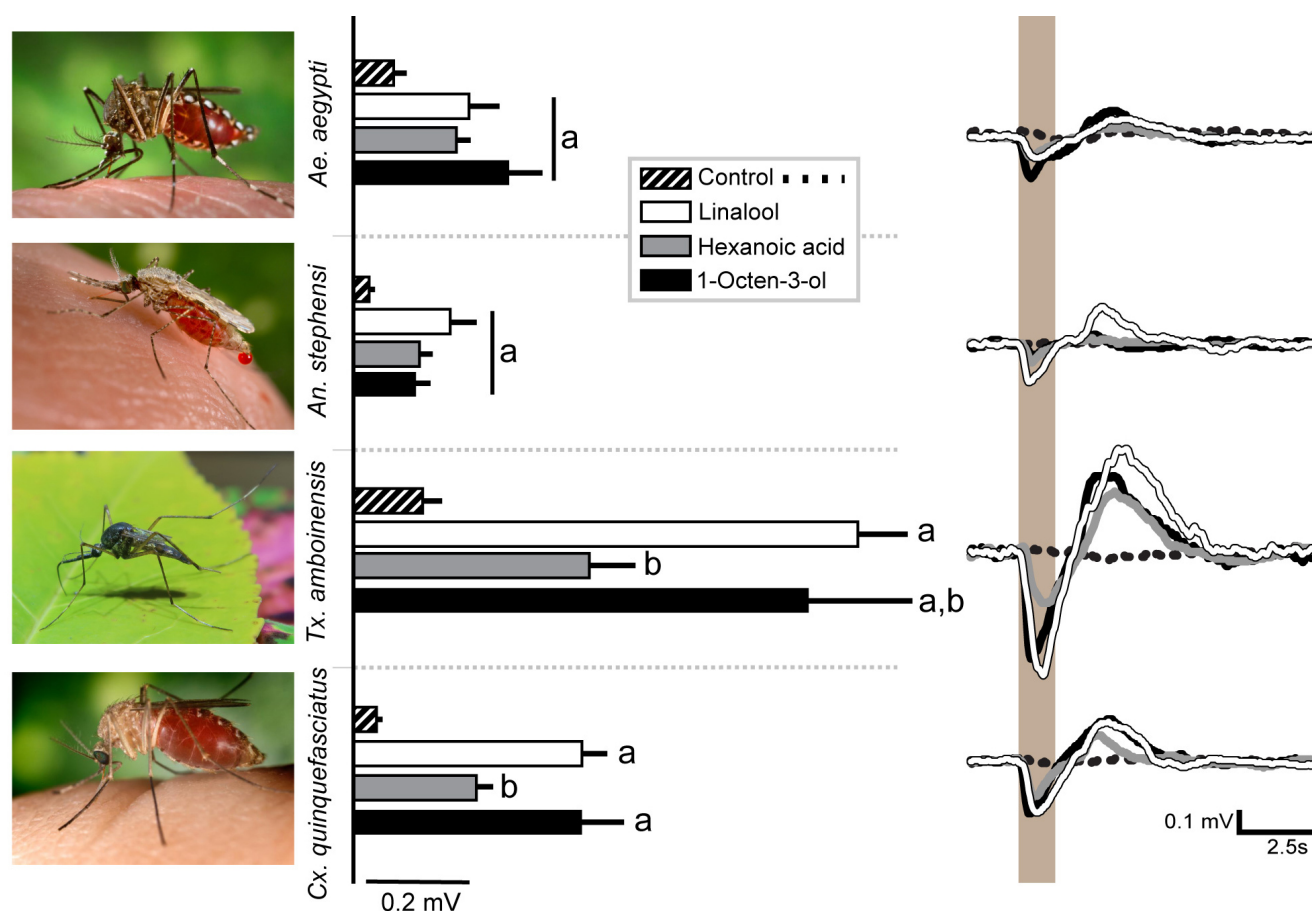 Ae. aegypti
a
Control
Linalool
Hexanoic acid
1-Octen-3-ol
An. stephensi
a
Tx. amboinensis
a
b
a,b
Cx. quinquefasciatus
a
b
a
0.2 mV
0.1 mV
2.5s